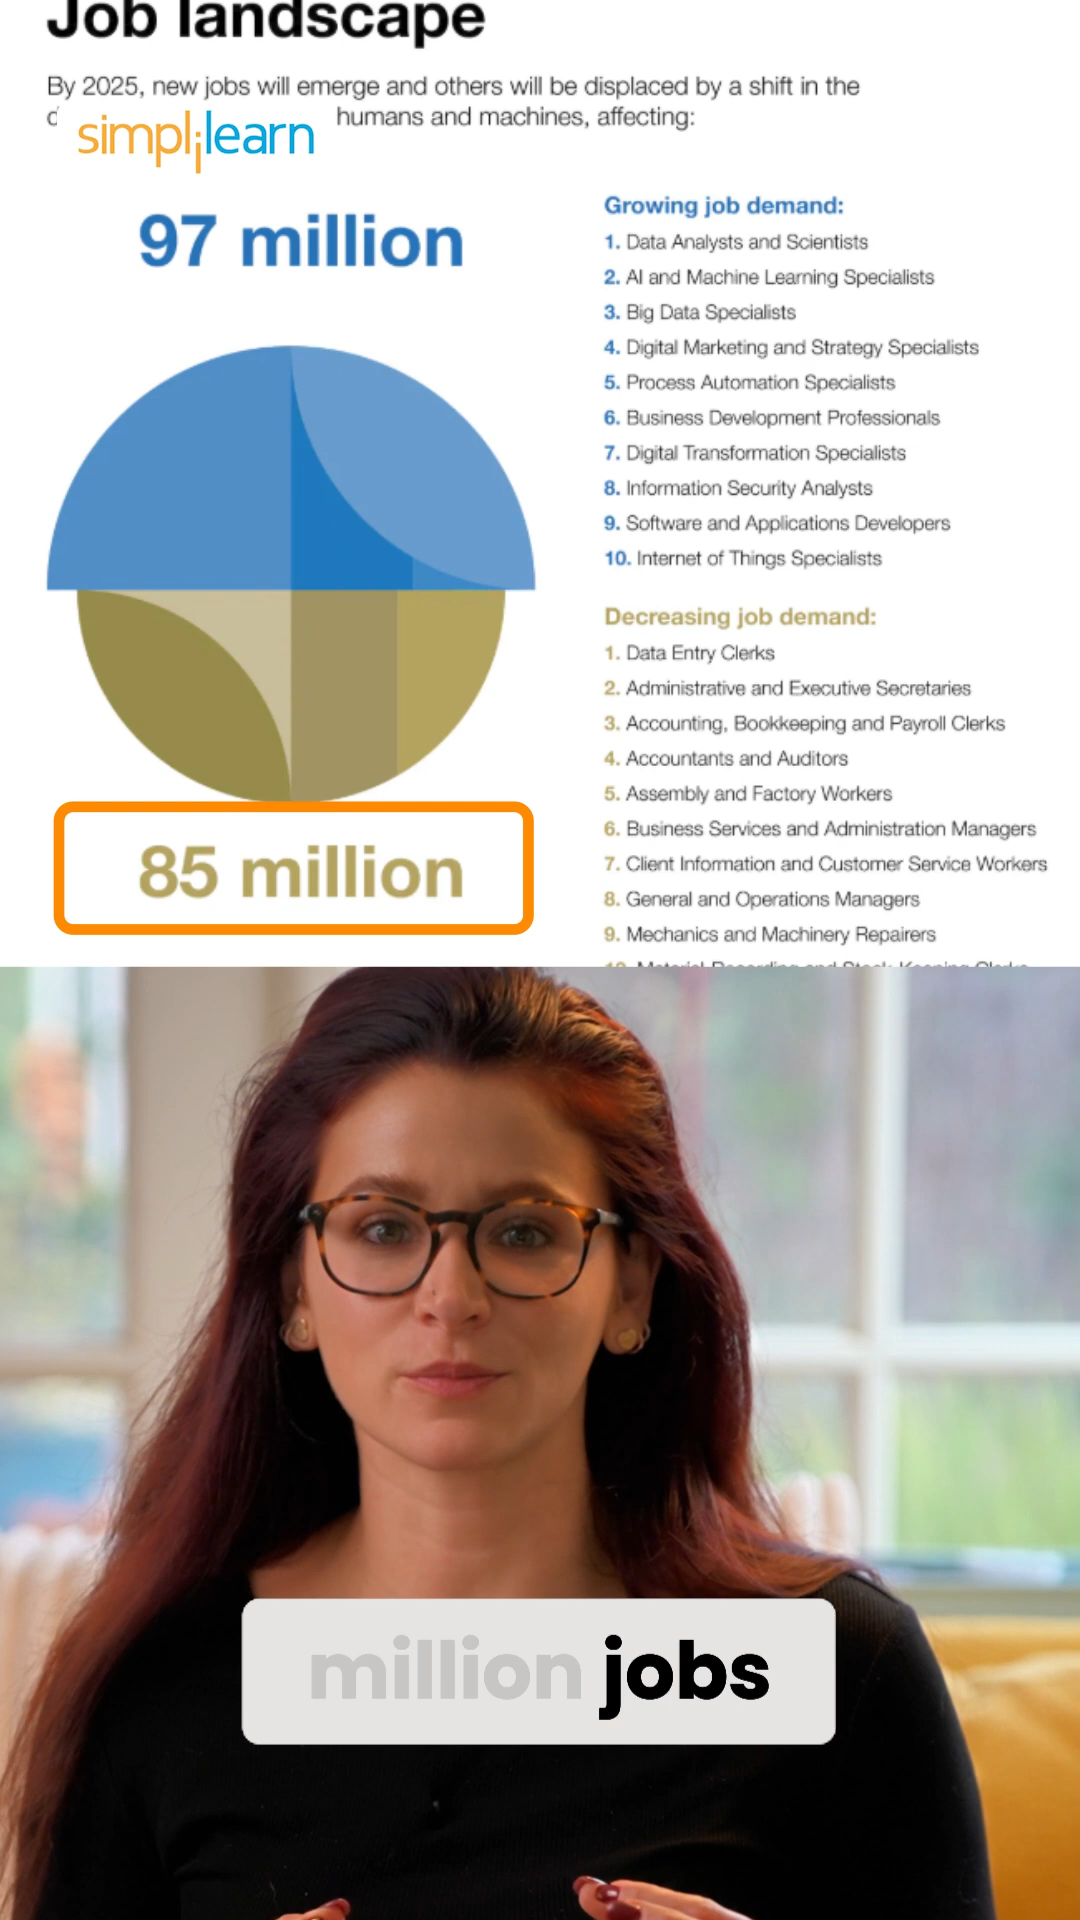 Job landscape
By 2025, new jobs will emerge and others will be displaced by a shift in the
humans and machines, affecting:
simplilearn
97 million
85 million
Growing job demand:
1. Data Analysts and Scientists
2. AI and Machine Learning Specialists
3. Big Data Specialists
4. Digital Marketing and Strategy Specialists
5. Process Automation Specialists
6. Business Development Professionals
7. Digital Transformation Specialists
8. Information Security Analysts
9. Software and Applications Developers
10. Internet of Things Specialists
Decreasing job demand:
1. Data Entry Clerks
2. Administrative and Executive Secretaries
3. Accounting, Bookkeeping and Payroll Clerks
4. Accountants and Auditors
5. Assembly and Factory Workers
6. Business Services and Administration Managers
7. Client Information and Customer Service Workers
8. General and Operations Managers
9. Mechanics and Machinery Repairers
million jobs